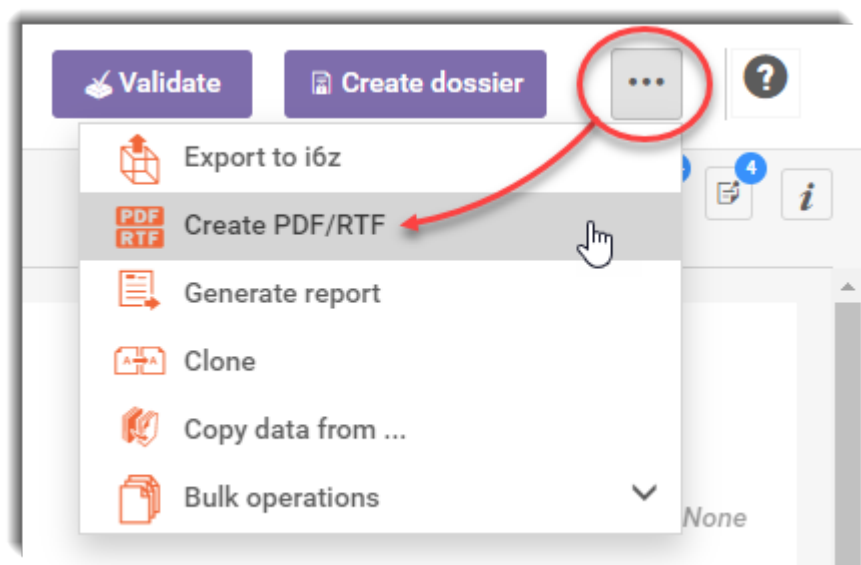 Validate
Create dossier
...
?
Export to i6z
4
i
PDF
RTF
Create PDF/RTF
Generate report
A A
Clone
Copy data from ...
Bulk operations
None